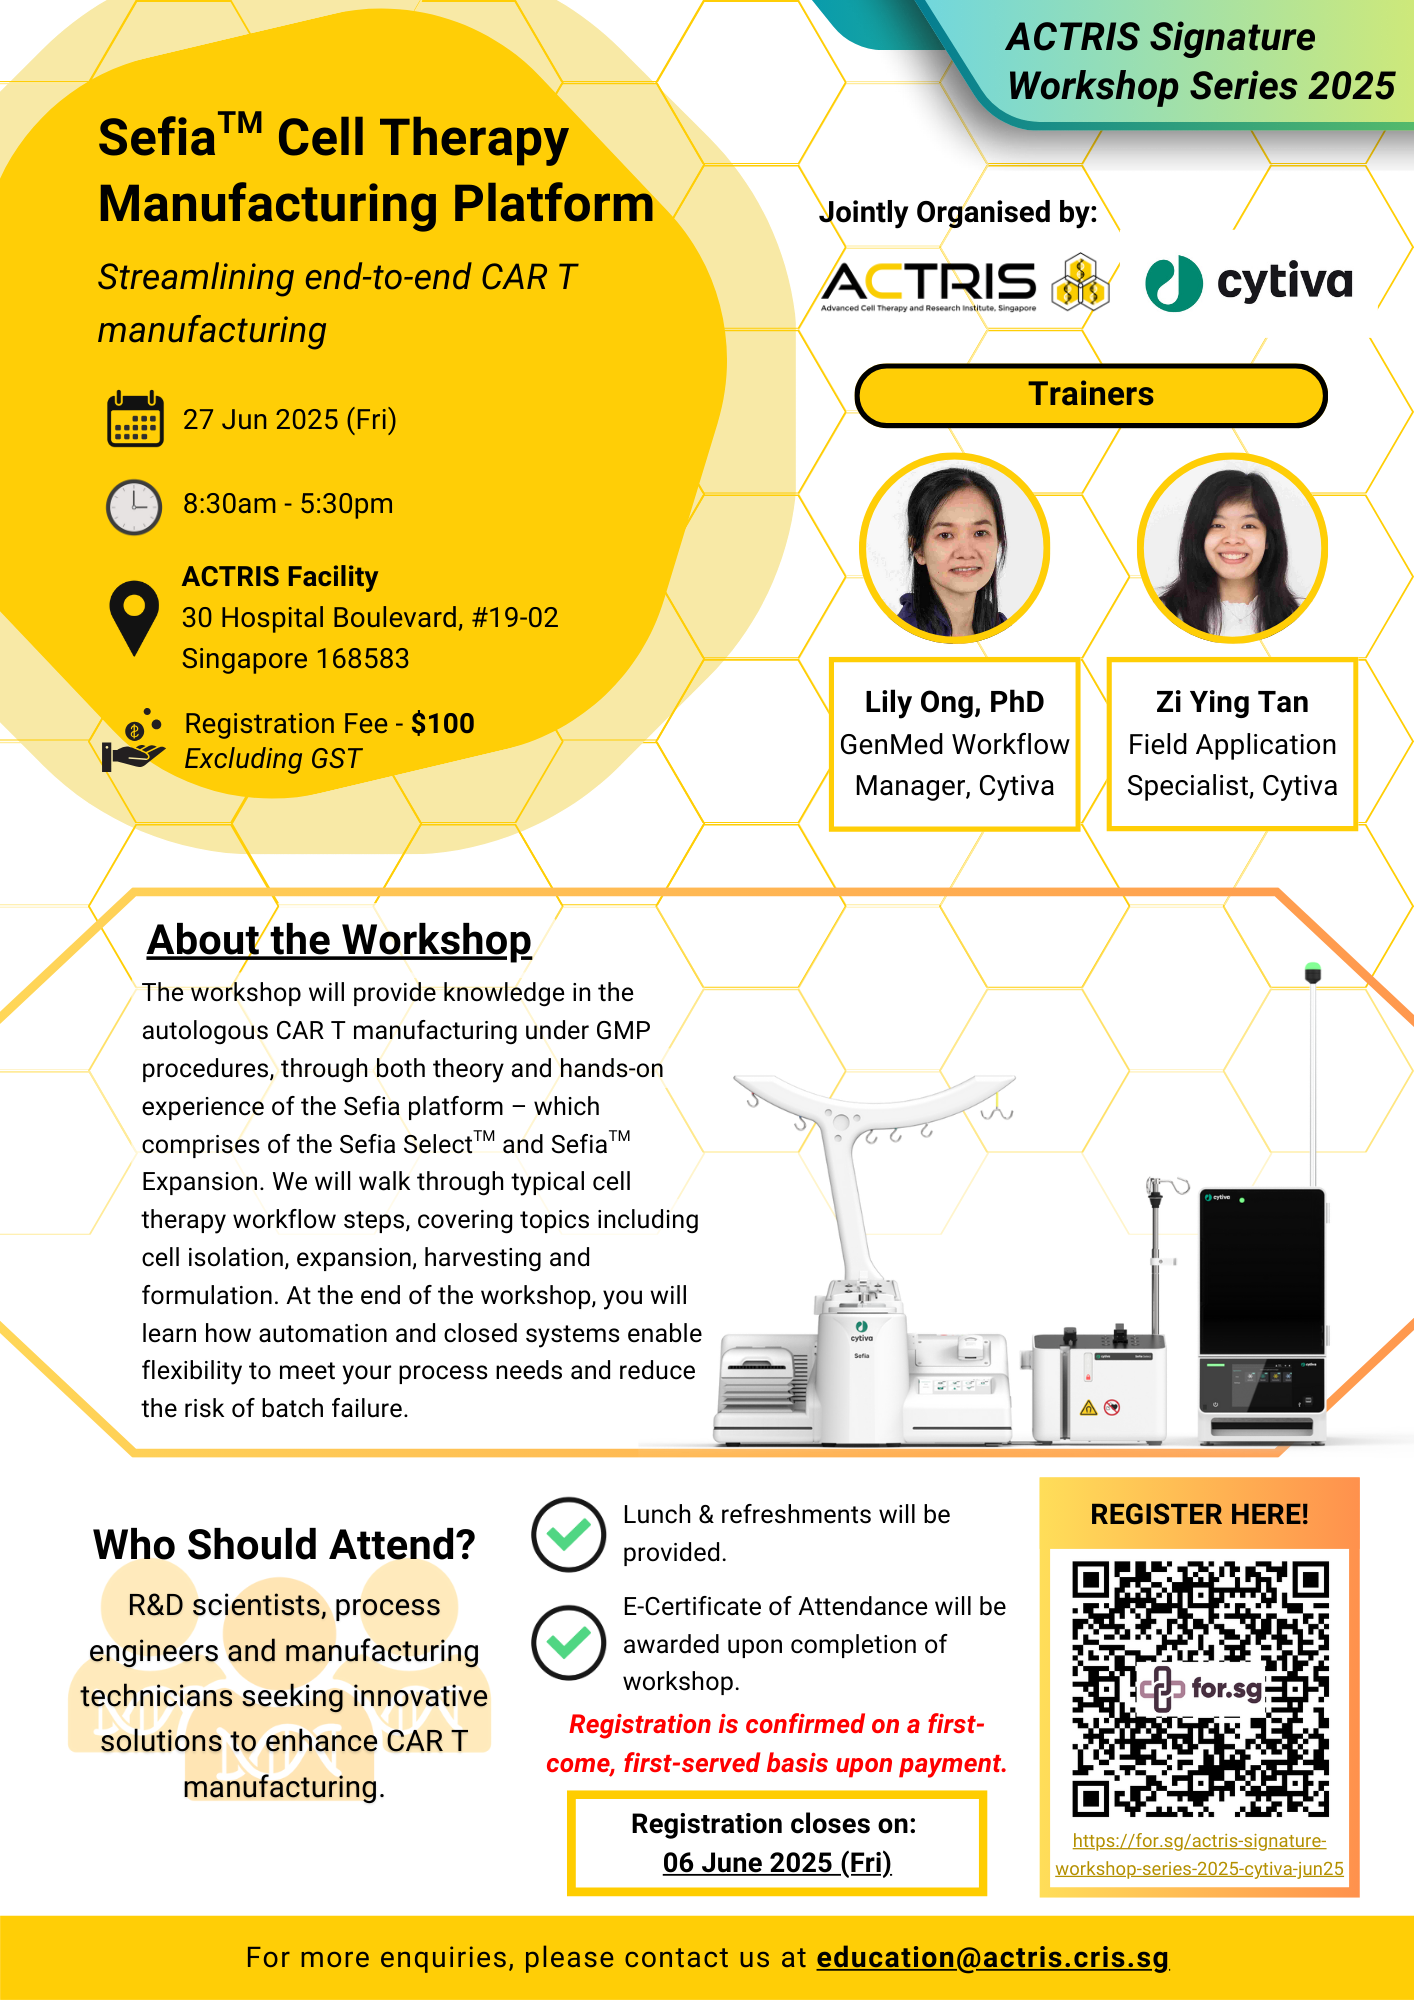 ACTRIS Signature
Workshop Series 2025
Sefia™ Cell Therapy
Manufacturing Platform
Streamlining end-to-end CAR T
manufacturing
27 Jun 2025 (Fri)
8:30am - 5:30pm
ACTRIS Facility
30 Hospital Boulevard, #19-02
Singapore 168583
Registration Fee - $100
Excluding GST
Jointly Organised by:
ACTRIS
Advanced Cell Therapy and Research Institute, Singapore
cytiva
Trainers
Lily Ong, PhD
GenMed Workflow
Manager, Cytiva
Zi Ying Tan
Field Application
Specialist, Cytiva
About the Workshop
The workshop will provide knowledge in the
autologous CAR T manufacturing under GMP
procedures, through both theory and hands-on
experience of the Sefia platform – which
comprises of the Sefia Select™ and Sefia™
Expansion. We will walk through typical cell
therapy workflow steps, covering topics including
cell isolation, expansion, harvesting and
formulation. At the end of the workshop, you will
learn how automation and closed systems enable
flexibility to meet your process needs and reduce
the risk of batch failure.
cytiva
Sefia
cytiva
cytiva
Who Should Attend?
R&D scientists, process
engineers and manufacturing
technicians seeking innovative
solutions to enhance CAR T
manufacturing.
Lunch & refreshments will be
provided.
E-Certificate of Attendance will be
awarded upon completion of
workshop.
Registration is confirmed on a first-
come, first-served basis upon payment.
Registration closes on:
06 June 2025 (Fri)
REGISTER HERE!
for.sg
https://for.sg/actris-signature-
workshop-series-2025-cytiva-jun25
For more enquiries, please contact us at education@actris.cris.sg